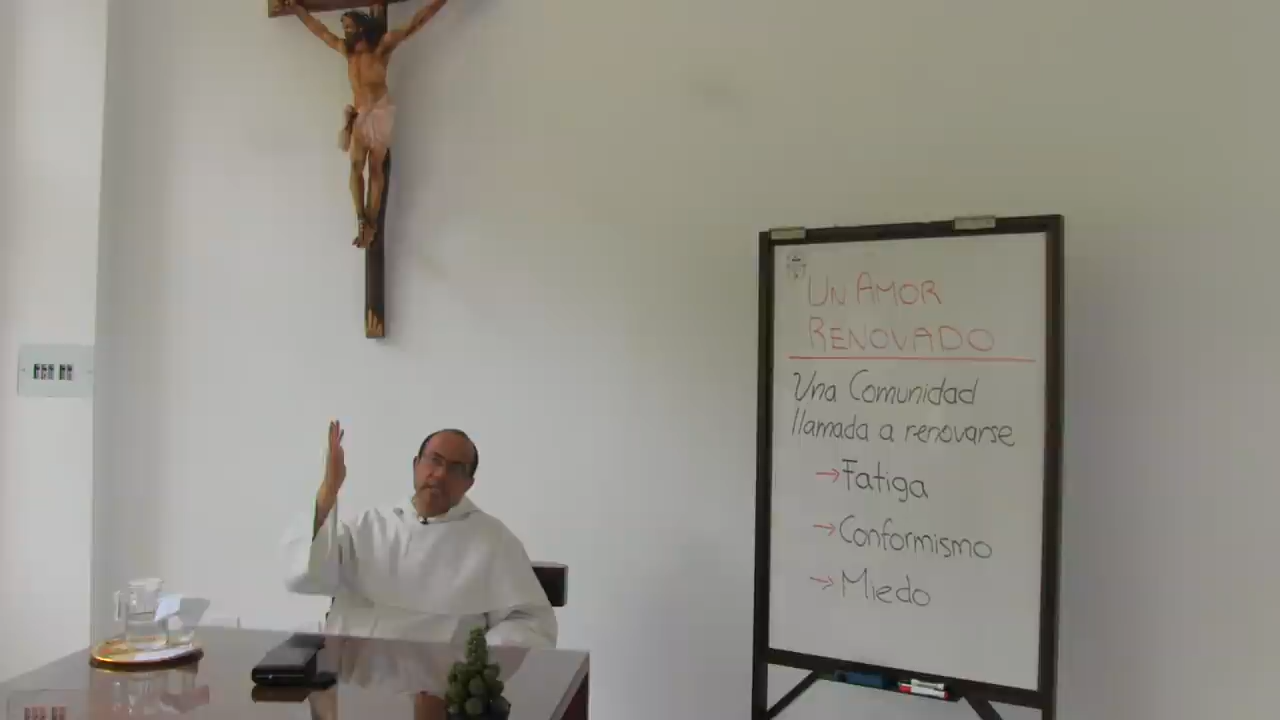 UN AMOR
RENOVADO
Una Comunidad
llamada a renovarse
→Fatiga
→Conformismo
→Miedo